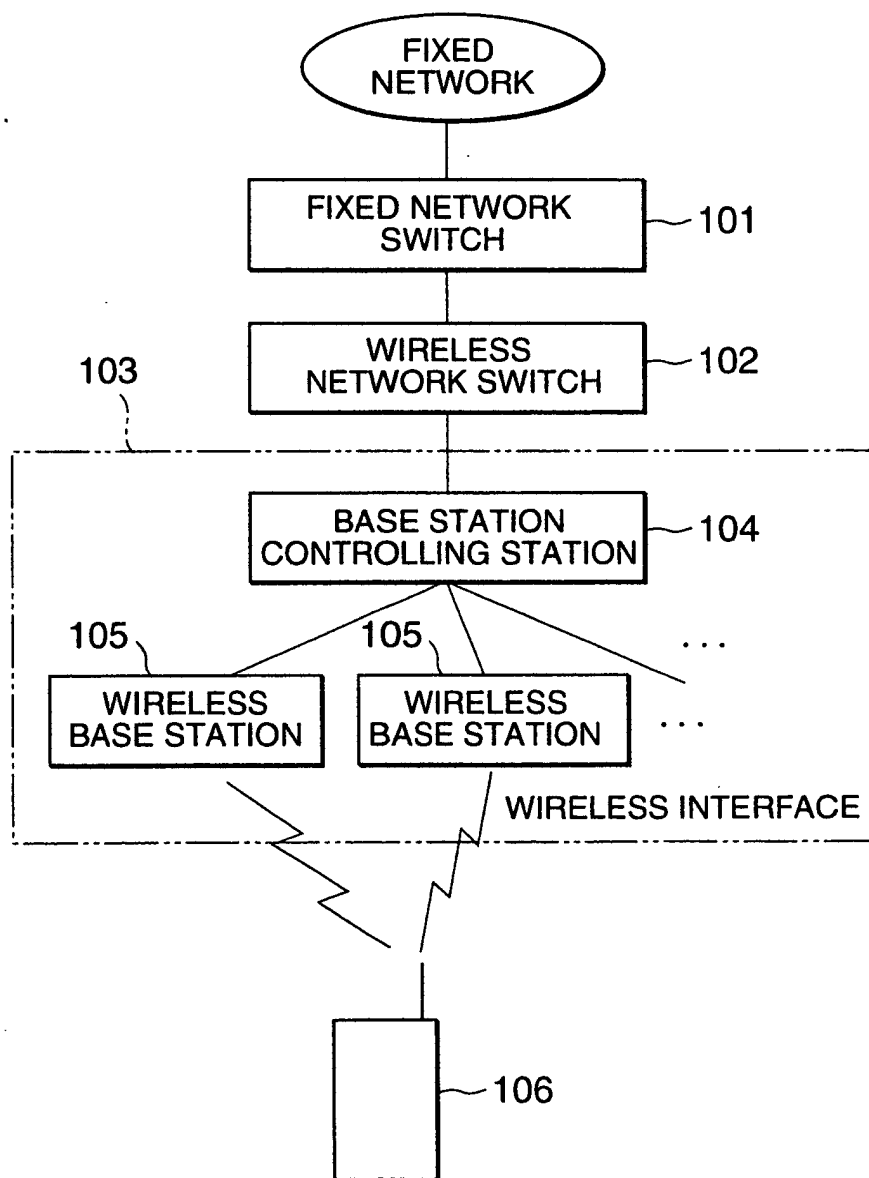 FIXED
NETWORK
FIXED NETWORK
SWITCH
101
WIRELESS
NETWORK SWITCH
102
103
BASE STATION
CONTROLLING STATION
104
105
105
...
WIRELESS
BASE STATION
WIRELESS
BASE STATION
...
WIRELESS INTERFACE
106